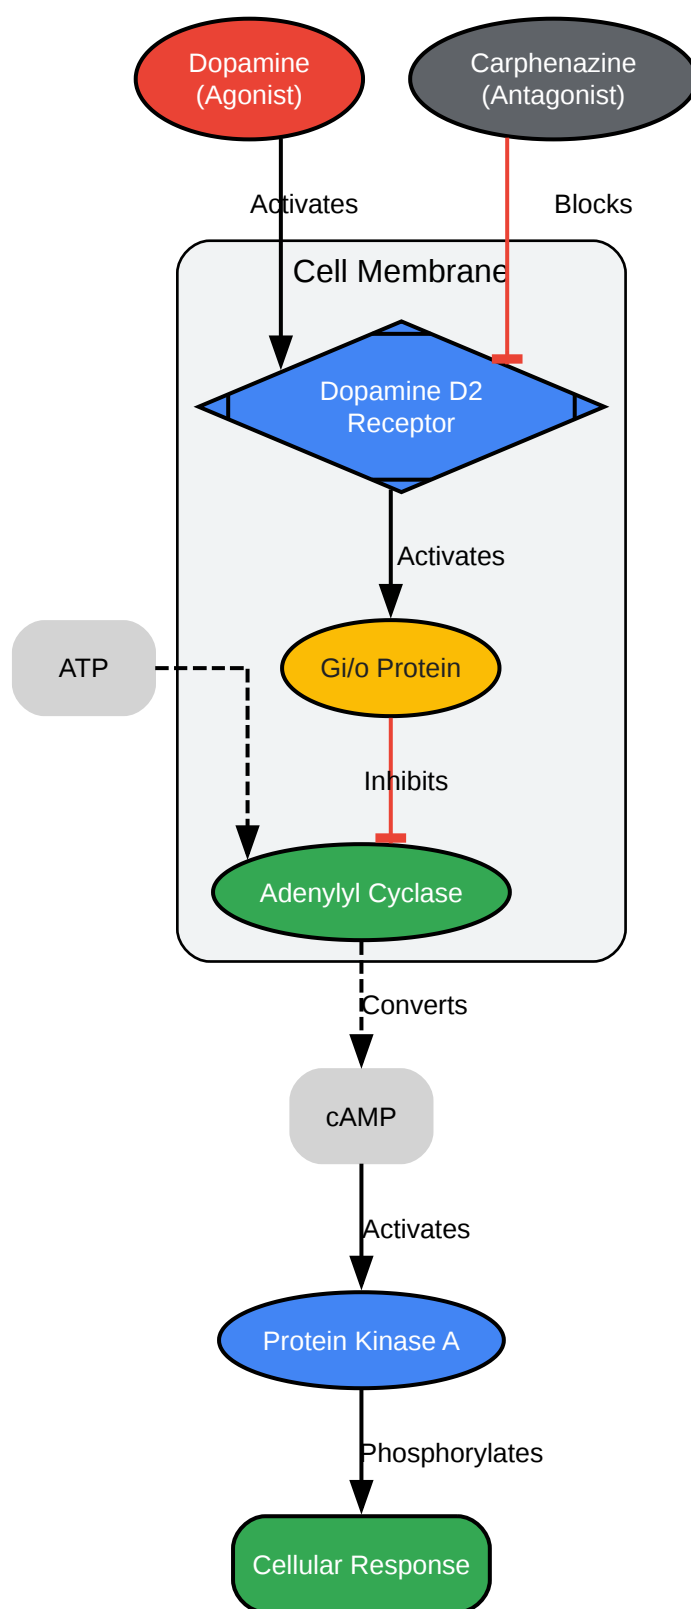 Dopamine
(Agonist)
Carphenazine
(Antagonist)
Activates
Blocks
Cell Membrane
Dopamine D2
Receptor
Activates
ATP
Gi/o Protein
Inhibits
Adenylyl Cyclase
Converts
cAMP
Activates
Protein Kinase A
Phosphorylates
Cellular Response